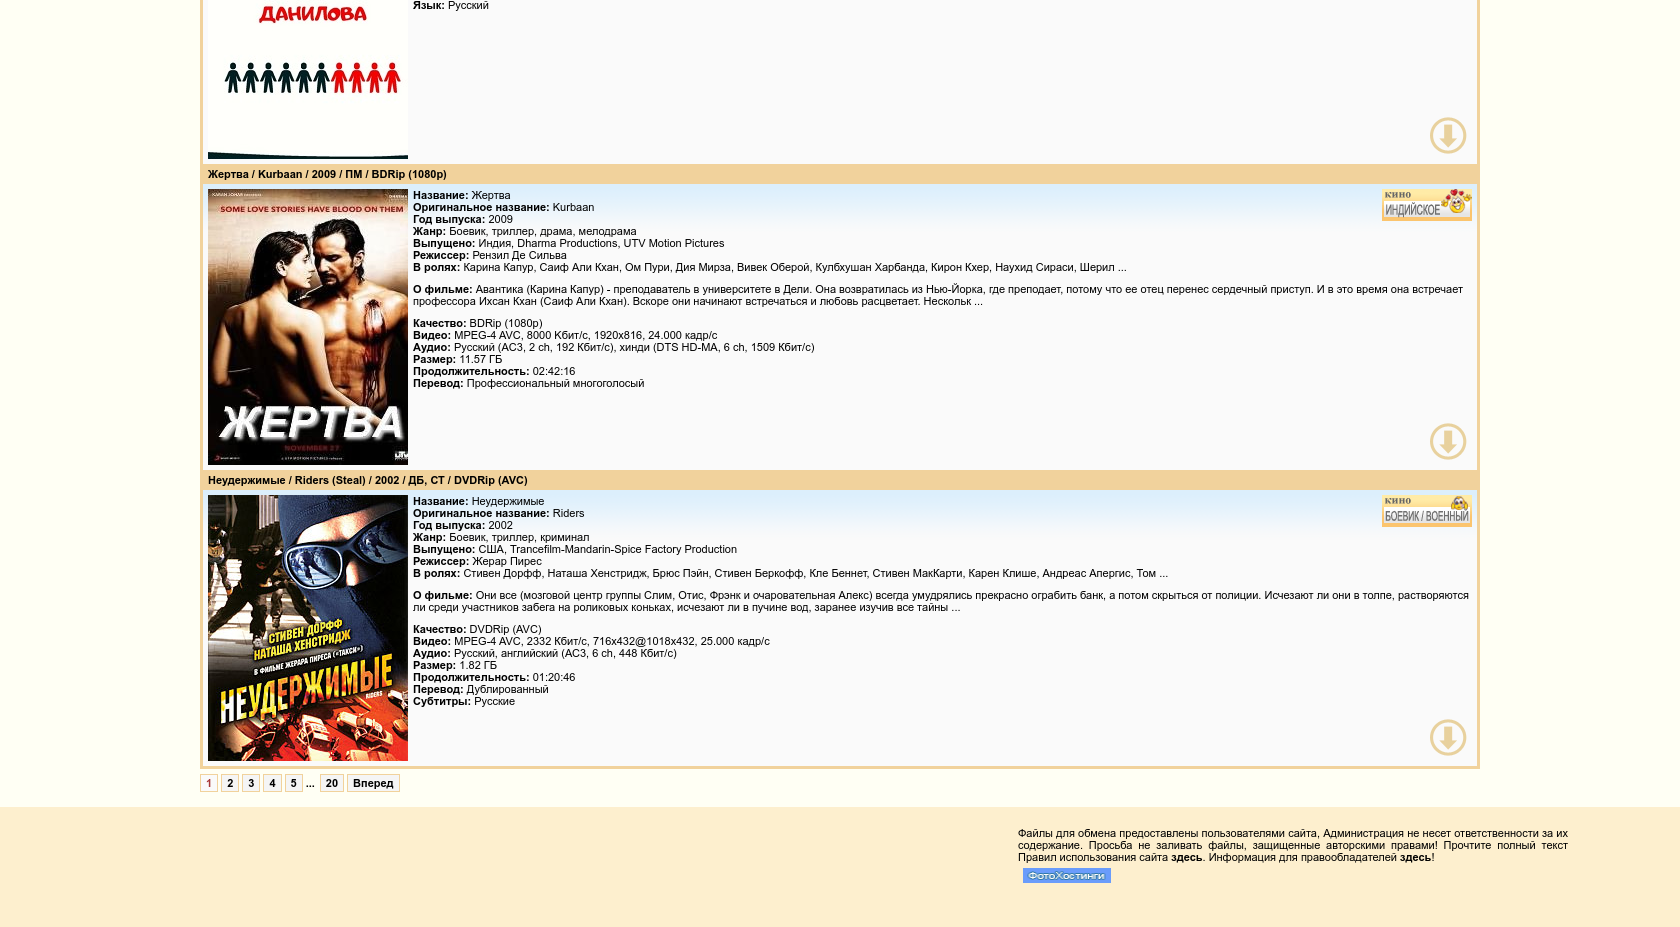 ДАНИЛОВА
Язык: Русский
Жертва / Kurbaan / 2009 / ПМ / BDRip (1080p)
SOME LOVE STORIES HAVE BLOOD ON THEM
ЖЕРТВА
NOVEMBER 27
Название: Жертва
Оригинальное название: Kurbaan
Год выпуска: 2009
Жанр: Боевик, триллер, драма, мелодрама
Выпущено: Индия, Dharma Productions, UTV Motion Pictures
Режиссер: Рензил Де Сильва
В ролях: Карина Капур, Саиф Али Кхан, Ом Пури, Дия Мирза, Вивек Оберой, Кулбхушан Харбанда, Кирон Кхер, Наухид Сираси, Шерил ...
О фильме: Авантика (Карина Капур) - преподаватель в университете в Дели. Она возвратилась из Нью-Йорка, где преподает, потому что ее отец перенес сердечный приступ. И в это время она встречает
профессора Ихсан Кхан (Саиф Али Кхан). Вскоре они начинают встречаться и любовь расцветает. Нескольк ...
Качество: BDRip (1080p)
Видео: MPEG-4 AVC, 8000 Кбит/с, 1920x816, 24.000 кадр/с
Аудио: Русский (AC3, 2 ch, 192 Кбит/с), хинди (DTS HD-MA, 6 ch, 1509 Кбит/с)
Размер: 11.57 ГБ
Продолжительность: 02:42:16
Перевод: Профессиональный многоголосый
КИНО
ИНДИЙСКОЕ
Неудержимые / Riders (Steal) / 2002 / ДБ, СТ / DVDRip (AVC)
СТИВЕН ДОРФФ
НАТАША ХЕНСТРИДЖ
В ФИЛЬМЕ ЖЕРАРА ПИРЕСА («ТАКСИ»)
НЕУДЕРЖИМЫЕ
RIDERS
Название: Неудержимые
Оригинальное название: Riders
Год выпуска: 2002
Жанр: Боевик, триллер, криминал
Выпущено: США, Trancefilm-Mandarin-Spice Factory Production
Режиссер: Жерар Пирес
В ролях: Стивен Дорфф, Наташа Хенстридж, Брюс Пэйн, Стивен Беркофф, Кле Беннет, Стивен МакКарти, Карен Клише, Андреас Апергис, Том ...
О фильме: Они все (мозговой центр группы Слим, Отис, Фрэнк и очаровательная Алекс) всегда умудрялись прекрасно ограбить банк, а потом скрыться от полиции. Исчезают ли они в толпе, растворяются
ли среди участников забега на роликовых коньках, исчезают ли в пучине вод, заранее изучив все тайны ...
Качество: DVDRip (AVC)
Видео: MPEG-4 AVC, 2332 Кбит/с, 716x432@1018x432, 25.000 кадр/с
Аудио: Русский, английский (AC3, 6 ch, 448 Кбит/с)
Размер: 1.82 ГБ
Продолжительность: 01:20:46
Перевод: Дублированный
Субтитры: Русские
КИНО
БОЕВИК / ВОЕННЫЙ
1 2 3 4 5 ... 20 Вперед
Файлы для обмена предоставлены пользователями сайта, Администрация не несет ответственности за их
содержание. Просьба не заливать файлы, защищенные авторскими правами! Прочтите полный текст
Правил использования сайта здесь. Информация для правообладателей здесь!
ФотоХостинги